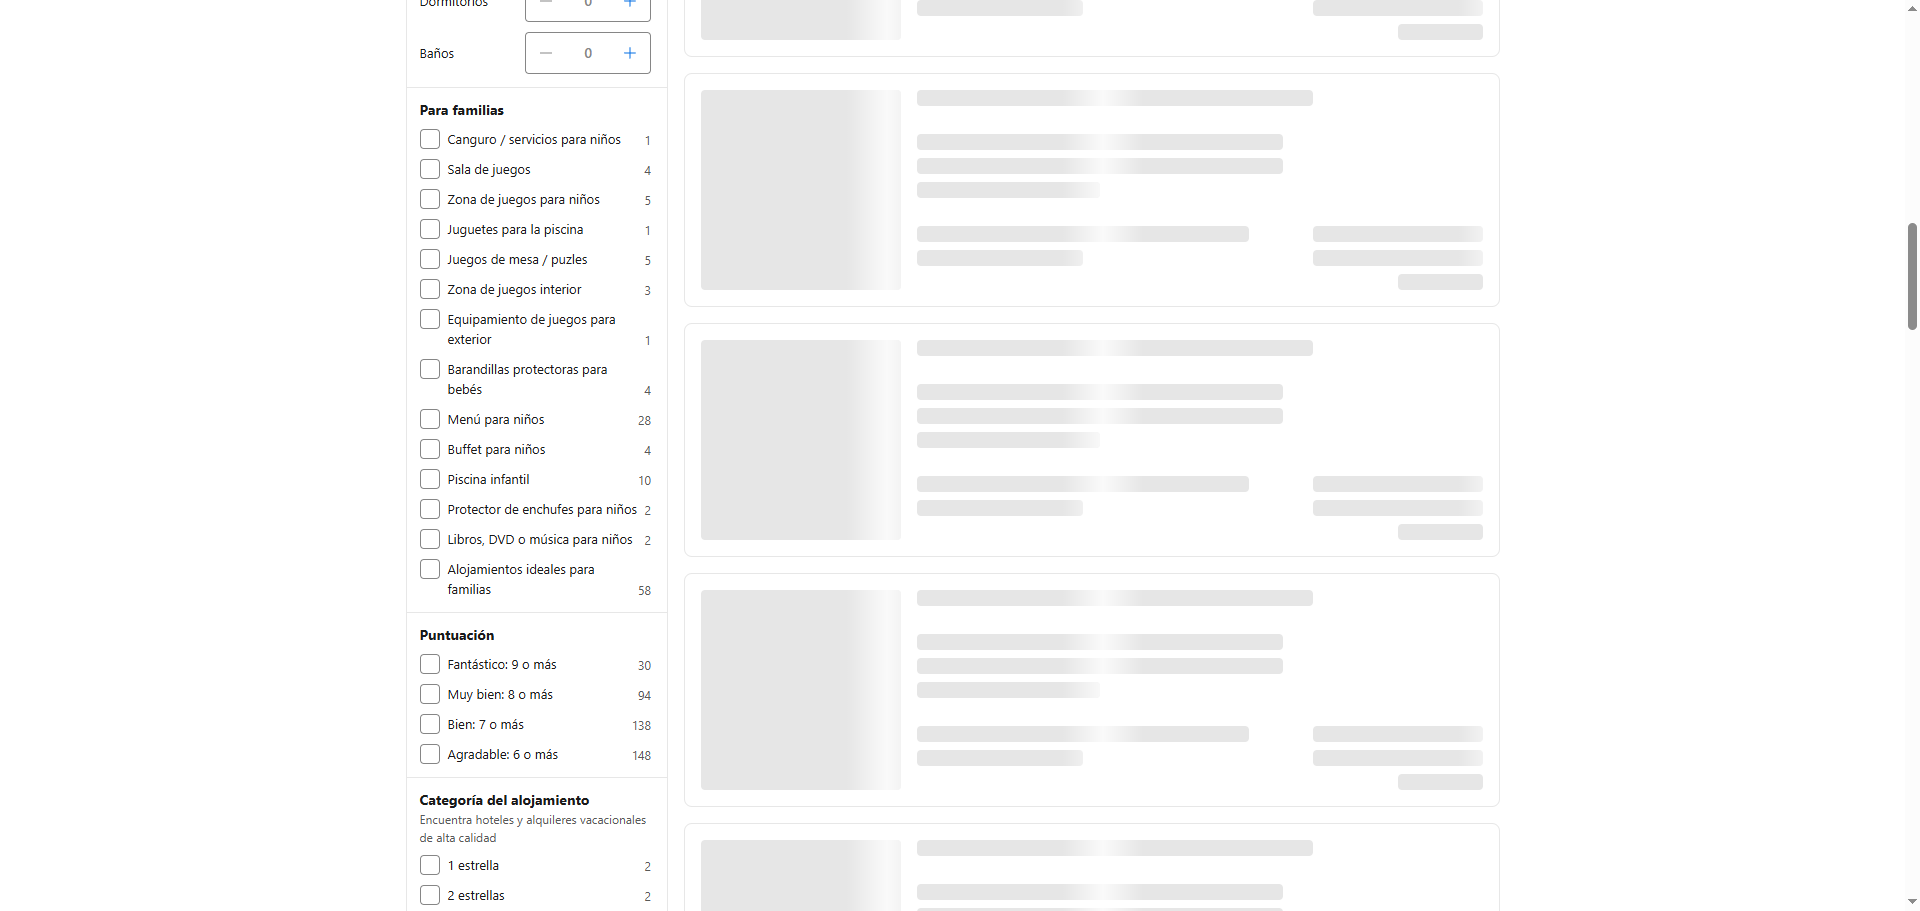 Dormitorios
0
Baños
0
Para familias
Canguro / servicios para niños 1
Sala de juegos 4
Zona de juegos para niños 5
Juguetes para la piscina 1
Juegos de mesa / puzles 5
Zona de juegos interior 3
Equipamiento de juegos para
exterior 1
Barandillas protectoras para
bebés 4
Menú para niños 28
Buffet para niños 4
Piscina infantil 10
Protector de enchufes para niños 2
Libros, DVD o música para niños 2
Alojamientos ideales para
familias 58
Puntuación
Fantástico: 9 o más 30
Muy bien: 8 o más 94
Bien: 7 o más 138
Agradable: 6 o más 148
Categoría del alojamiento
Encuentra hoteles y alquileres vacacionales
de alta calidad
1 estrella 2
2 estrellas 2